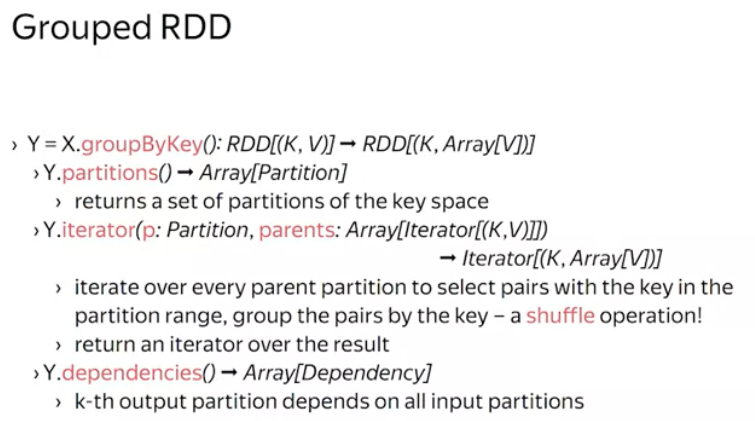 Grouped RDD
› Y = X.groupByKey(): RDD[(K, V)] ➞ RDD[(K, Array[V])]
› Y.partitions() ➞ Array[Partition]
› returns a set of partitions of the key space
› Y.iterator(p: Partition, parents: Array[Iterator[(K,V)]])
➞ Iterator[(K, Array[V])]
› iterate over every parent partition to select pairs with the key in the
partition range, group the pairs by the key – a shuffle operation!
› return an iterator over the result
› Y.dependencies() ➞ Array[Dependency]
› k-th output partition depends on all input partitions